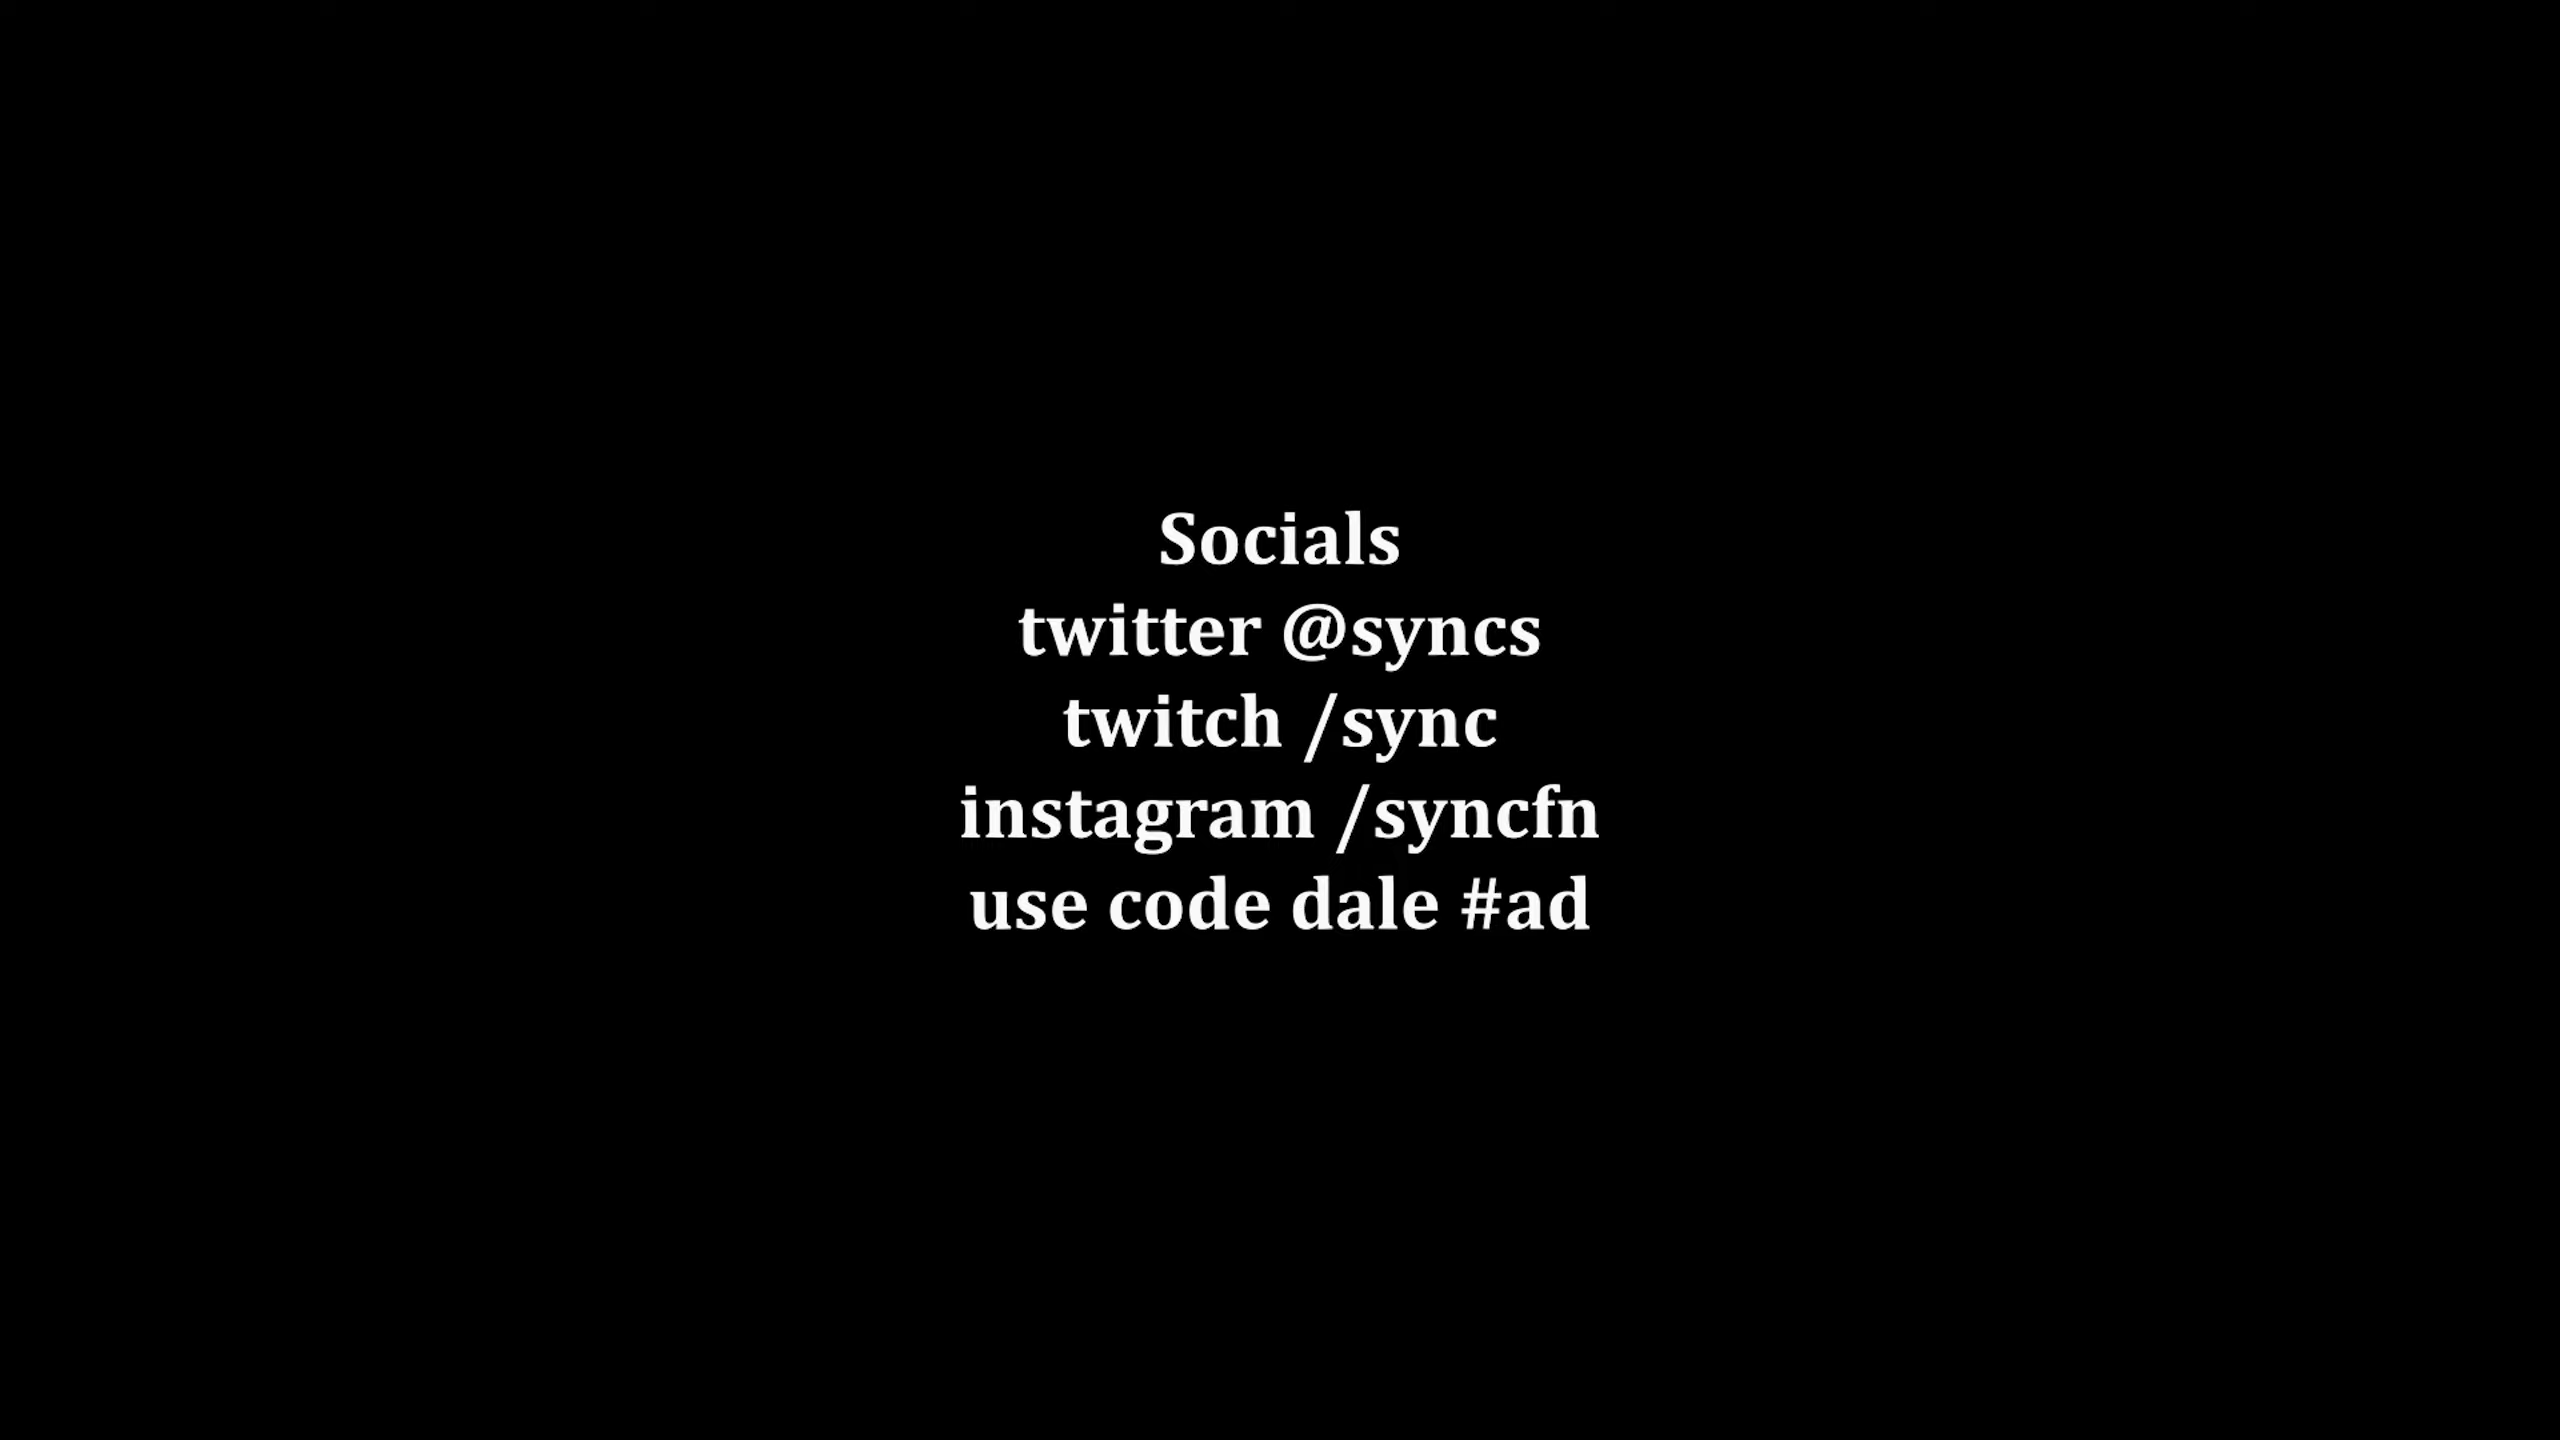 Socials
twitter @syncs
twitch /sync
instagram /syncfn
use code dale #ad